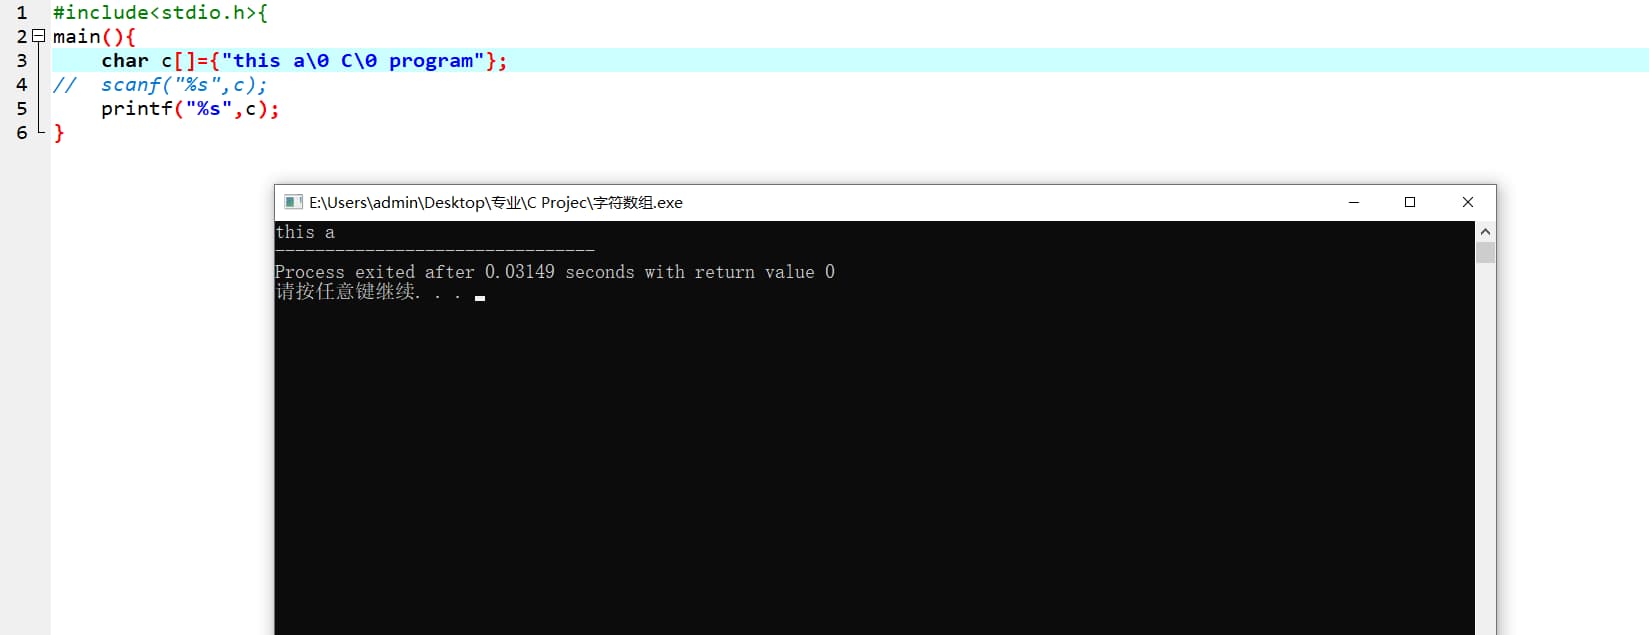 1 #include<stdio.h>{
2 main(){
3 char c[]={"this a\0 C\0 program"};
4 // scanf("%s",c);
5 printf("%s",c);
6 }
E:\Users\admin\Desktop\专业\C Projec\字符数组.exe
this a
--------------------------------
Process exited after 0.03149 seconds with return value 0
请按任意键继续. . .